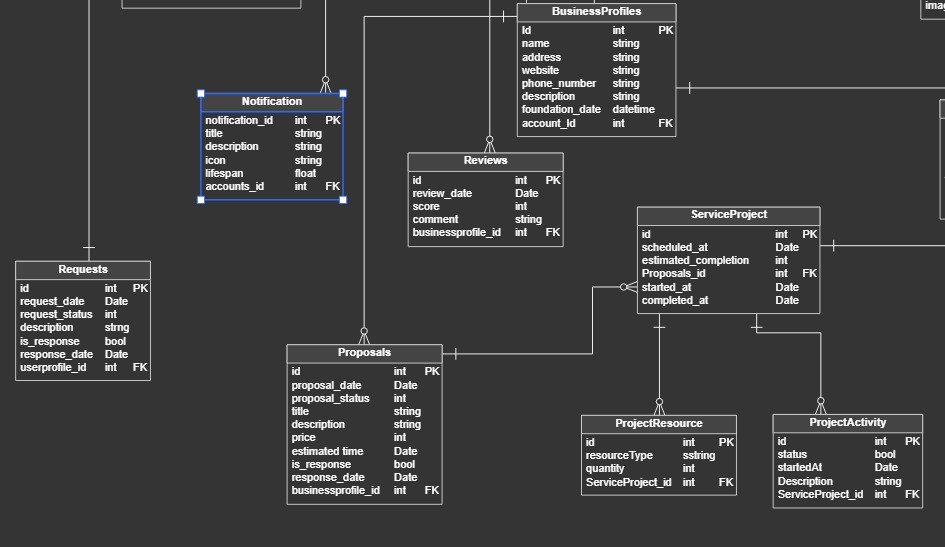 imag
BusinessProfiles
Id int PK
name string
address string
website string
phone_number string
description string
foundation_date datetime
account_Id int FK
Notification
notification_id int PK
title string
description string
icon string
lifespan float
accounts_id int FK
Reviews
id int PK
review_date Date
score int
comment string
businessprofile_id int FK
ServiceProject
id int PK
scheduled_at Date
estimated_completion int
Proposals_id int FK
started_at Date
completed_at Date
Requests
id int PK
request_date Date
request_status int
description strng
is_response bool
response_date Date
userprofile_id int FK
Proposals
id int PK
proposal_date Date
proposal_status int
title string
description string
price int
estimated time Date
is_response bool
response_date Date
businessprofile_id int FK
ProjectResource
id int PK
resourceType sstring
quantity int
ServiceProject_id int FK
ProjectActivity
id int PK
status bool
startedAt Date
Description string
ServiceProject_id int FK